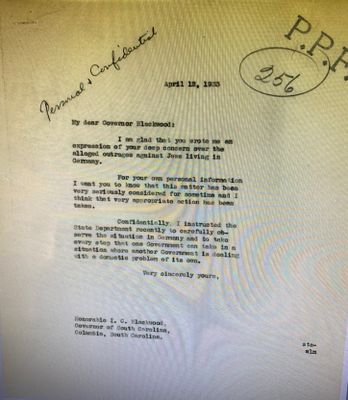 P.P.F.
256
Personal & Confidential
April 12, 1933
My dear Governor Blackwood:
I am glad that you wrote me an
expression of your deep concern over the
alleged outrages against Jews living in
Germany.
For your own personal information
I want you to know that this matter has been
very seriously considered for sometime and I
think that very appropriate action has been
taken.
Confidentially, I instructed the
State Department recently to carefully ob-
serve the situation in Germany and to take
every step that one Government can take in a
situation where another Government is dealing
with a domestic problem of its own.
Very sincerely yours,
Honorable I. C. Blackwood,
Governor of South Carolina,
Columbia, South Carolina.